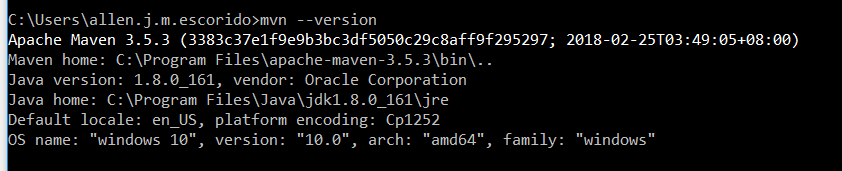 C:\Users\allen.j.m.escorido>mvn --version
Apache Maven 3.5.3 (3383c37e1f9e9b3bc3df5050c29c8aff9f295297; 2018-02-25T03:49:05+08:00)
Maven home: C:\Program Files\apache-maven-3.5.3\bin\..
Java version: 1.8.0_161, vendor: Oracle Corporation
Java home: C:\Program Files\Java\jdk1.8.0_161\jre
Default locale: en_US, platform encoding: Cp1252
OS name: "windows 10", version: "10.0", arch: "amd64", family: "windows"